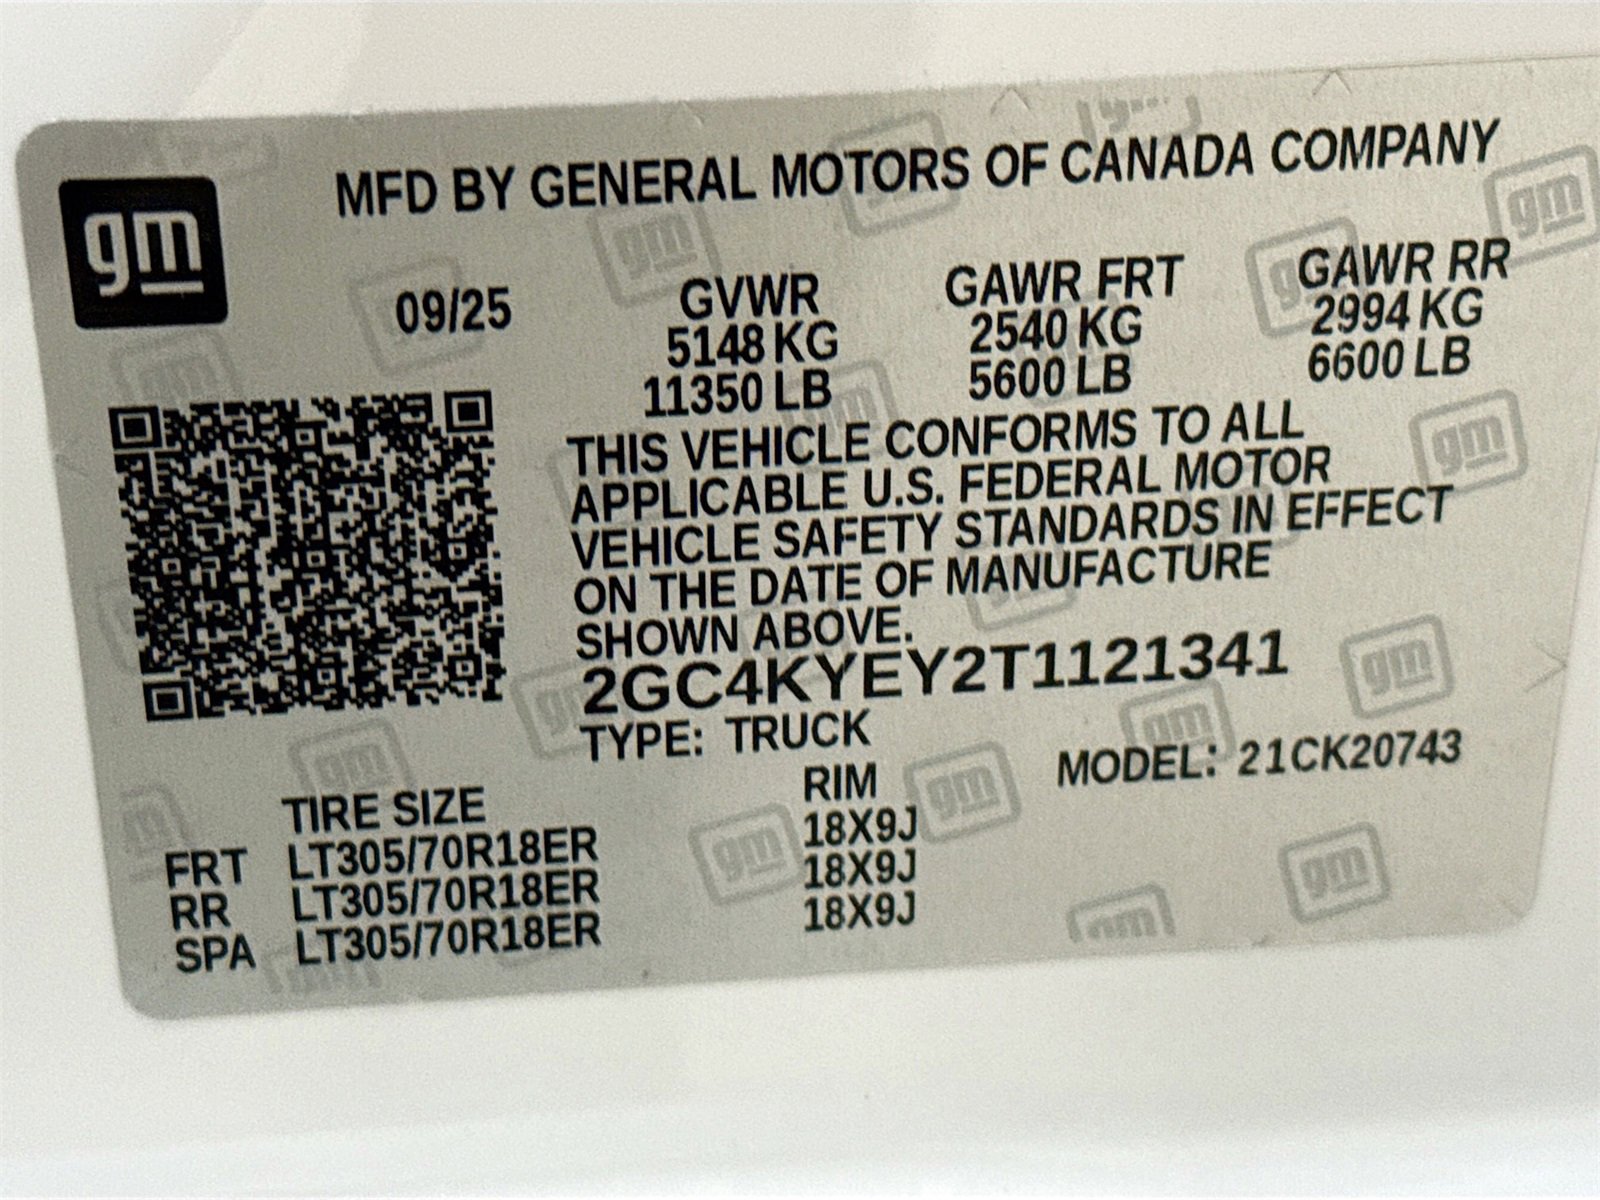 gm
MFD BY GENERAL MOTORS OF CANADA COMPANY
09/25
GVWR GAWR FRT GAWR RR
5148 KG 2540 KG 2994 KG
11350 LB 5600 LB 6600 LB
THIS VEHICLE CONFORMS TO ALL
APPLICABLE U.S. FEDERAL MOTOR
VEHICLE SAFETY STANDARDS IN EFFECT
ON THE DATE OF MANUFACTURE
SHOWN ABOVE.
2GC4KYEY2T1121341
TYPE: TRUCK
MODEL: 21CK20743
TIRE SIZE RIM
FRT LT305/70R18ER 18X9J
RR LT305/70R18ER 18X9J
SPA LT305/70R18ER 18X9J